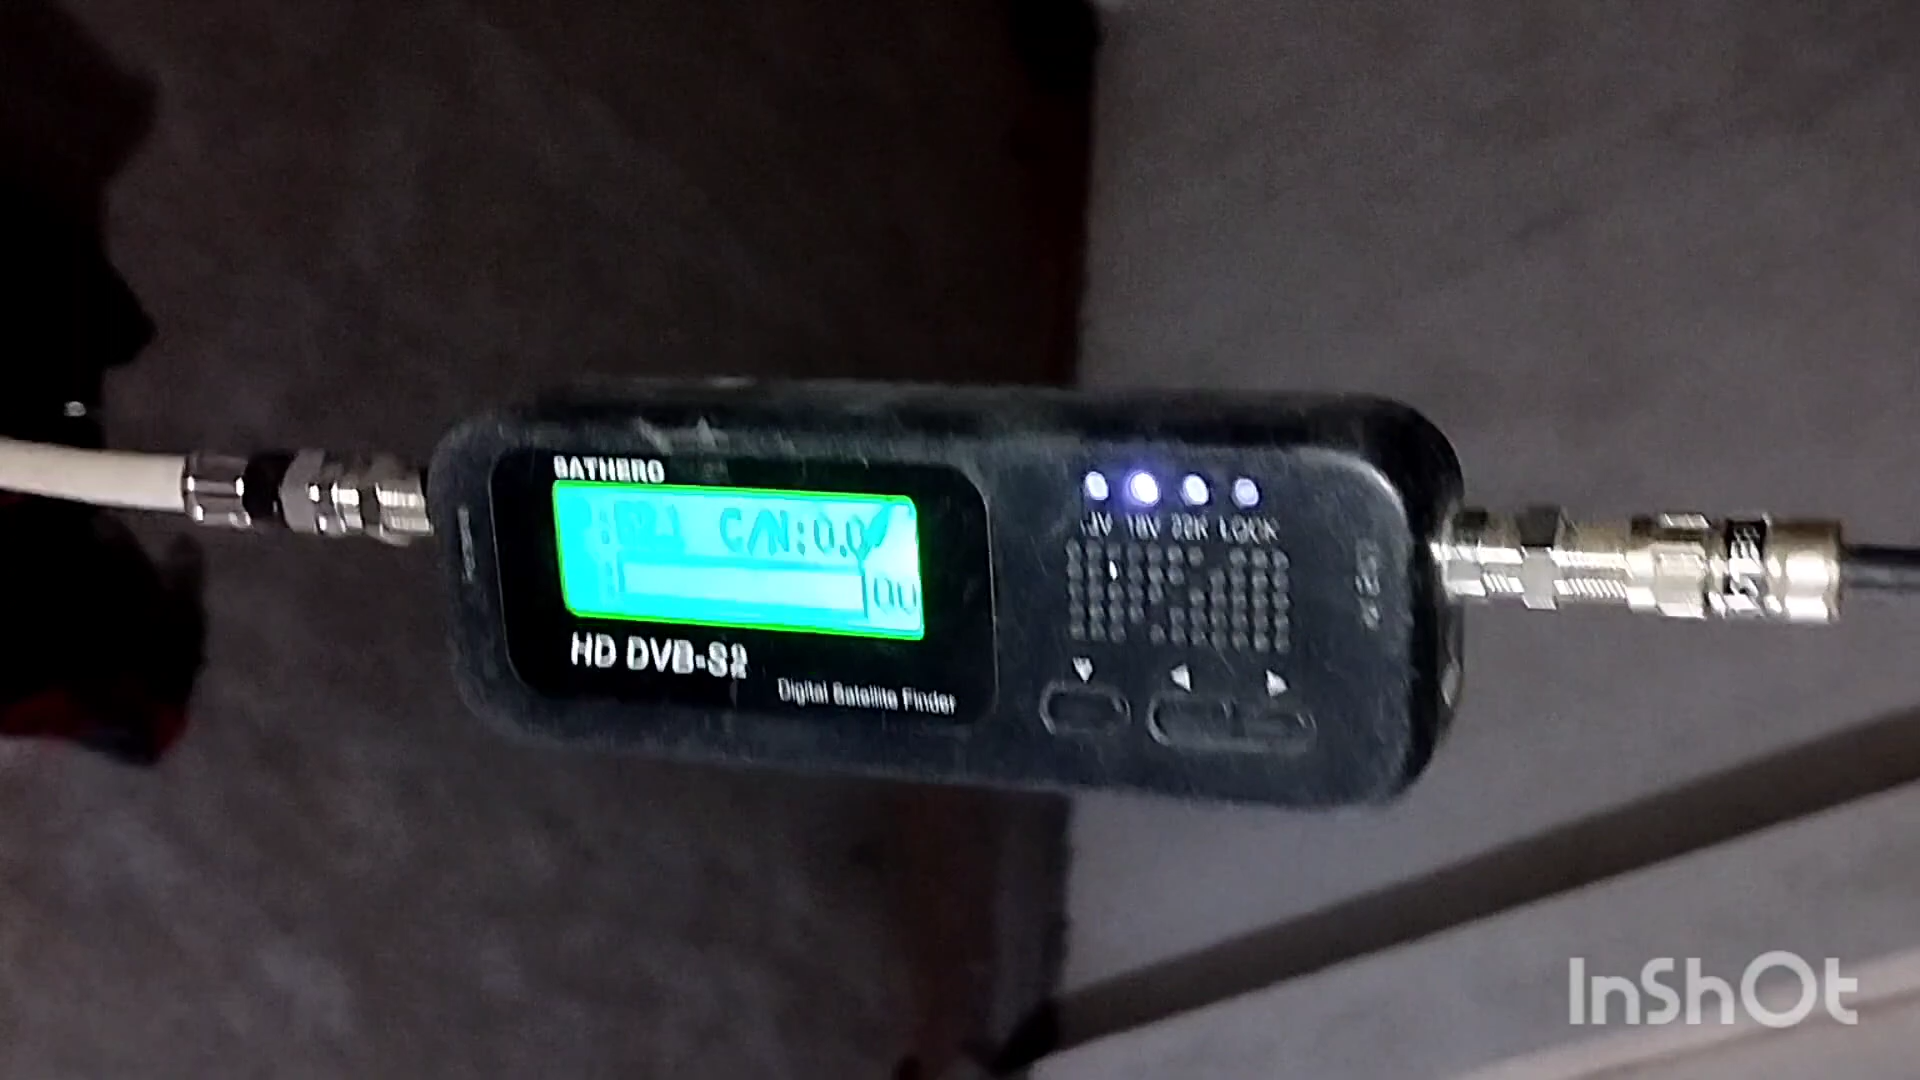 SATHERO
C/N:0.0
HD DVB-S2
Digital Satellite Finder
18V 22K LOCK
InShOt